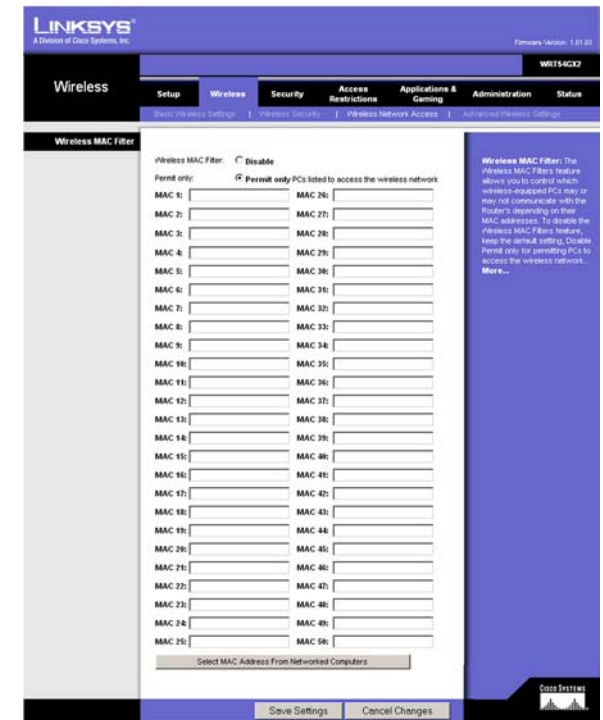 LINKSYS®
A Division of Cisco Systems, Inc.
Firmware Version: 1.01.03
WRT54GX2
Wireless
Setup
Wireless
Security
Access Restrictions
Applications & Gaming
Administration
Status
Basic Wireless Settings | Wireless Security | Wireless Network Access | Advanced Wireless Settings
Wireless MAC Filter
Wireless MAC Filter: Disable
Permit only: Permit only PCs listed to access the wireless network
MAC 1: MAC 26:
MAC 2: MAC 27:
MAC 3: MAC 28:
MAC 4: MAC 29:
MAC 5: MAC 30:
MAC 6: MAC 31:
MAC 7: MAC 32:
MAC 8: MAC 33:
MAC 9: MAC 34:
MAC 10: MAC 35:
MAC 11: MAC 36:
MAC 12: MAC 37:
MAC 13: MAC 38:
MAC 14: MAC 39:
MAC 15: MAC 40:
MAC 16: MAC 41:
MAC 17: MAC 42:
MAC 18: MAC 43:
MAC 19: MAC 44:
MAC 20: MAC 45:
MAC 21: MAC 46:
MAC 22: MAC 47:
MAC 23: MAC 48:
MAC 24: MAC 49:
MAC 25: MAC 50:
Select MAC Address From Networked Computers
Wireless MAC Filter: The
Wireless MAC Filters feature
allows you to control which
wireless-equipped PCs may or
may not communicate with the
Router's depending on their
MAC addresses. To disable the
Wireless MAC Filters feature,
keep the default setting, Disable.
Permit only for permitting PCs to
access the wireless network..
More...
Save Settings
Cancel Changes
CISCO SYSTEMS